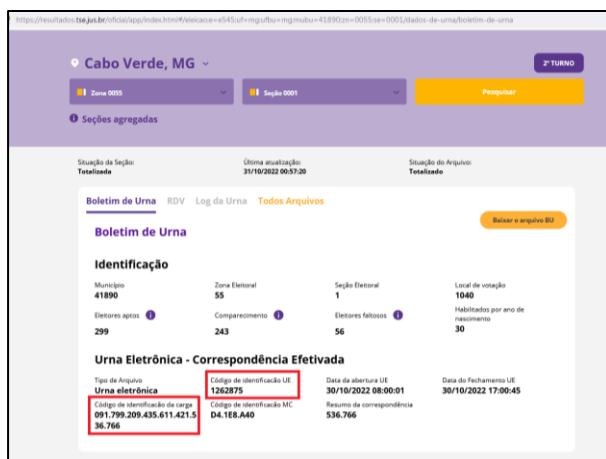 https://resultados.tse.jus.br/oficial/app/index.html#/eleicao:e=e545;uf=mg;ufbu=mg;mubu=41890;zn=0055;se=0001/dados-de-urna/boletim-de-urna
Cabo Verde, MG
2º TURNO
Zona 0055
Seção 0001
Pesquisar
Seções agregadas
Situação da Seção:
Totalizada
Última atualização:
31/10/2022 00:57:20
Situação do Arquivo:
Totalizado
Boletim de Urna RDV Log da Urna Todos Arquivos
Baixar o arquivo BU
Boletim de Urna
Identificação
Município
41890
Zona Eleitoral
55
Seção Eleitoral
1
Local de votação
1040
Eleitores aptos
299
Comparecimento
243
Eleitores faltosos
56
Habilitados por ano de
nascimento
30
Urna Eletrônica - Correspondência Efetivada
Tipo de Arquivo
Urna eletrônica
Código de identificação UE
1262875
Data da abertura UE
30/10/2022 08:00:01
Data do Fechamento UE
30/10/2022 17:00:45
Código de identificação da carga
091.799.209.435.611.421.5
36.766
Código de identificação MC
D4.1E8.A40
Resumo da correspondência
536.766